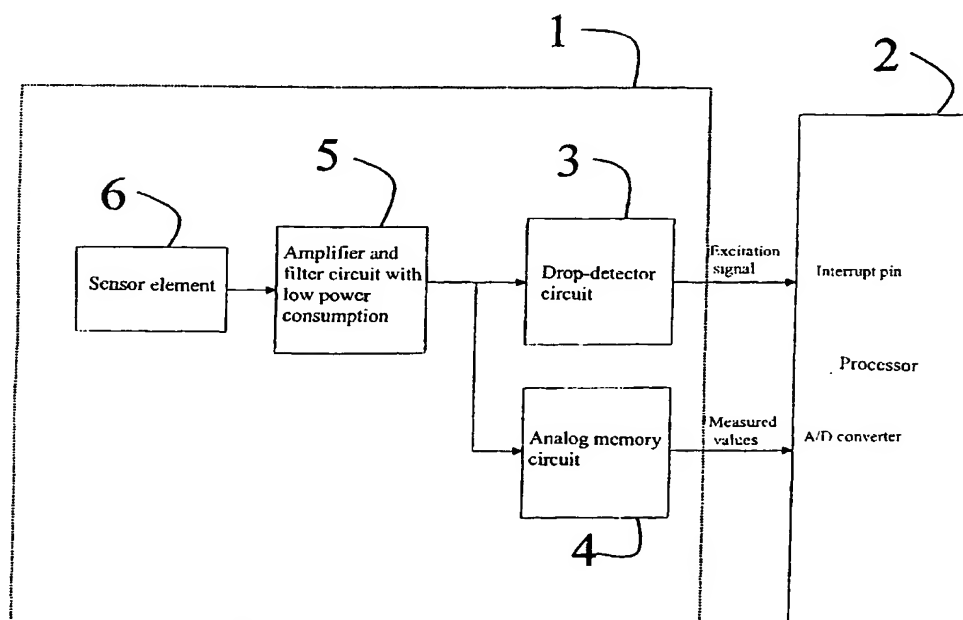 1
2
5
3
6
Amplifier and
filter circuit with
low power
consumption
Sensor element
Drop-detector
circuit
Excitation
signal
Interrupt pin
Processor
Analog memory
circuit
Measured
values
A/D converter
4